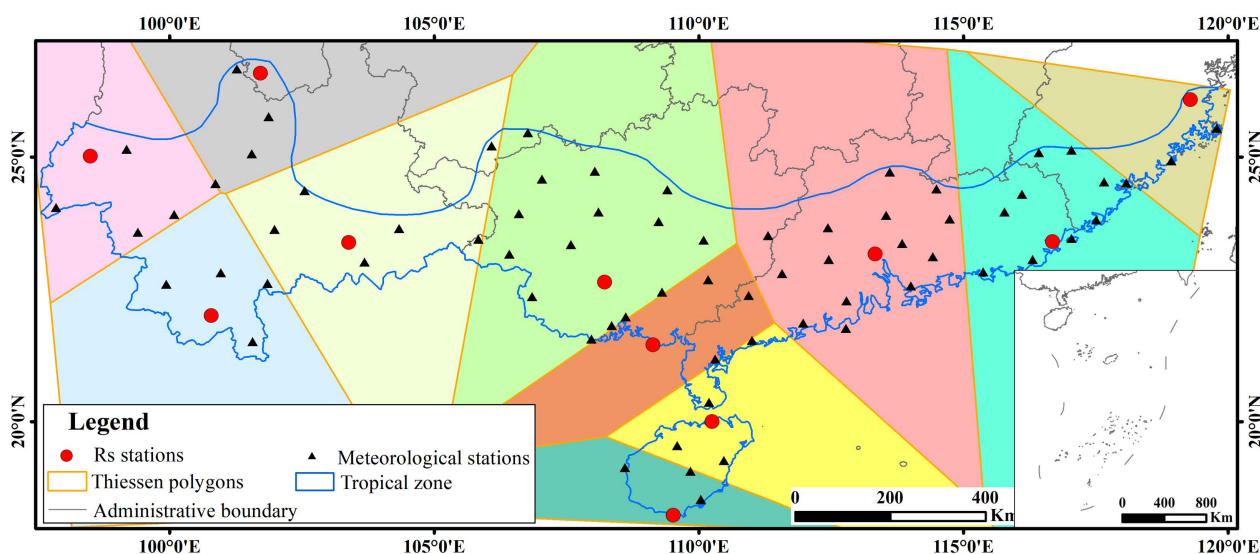 100°0'E 105°0'E 110°0'E 115°0'E 120°0'E
25°0'N 25°0'N
20°0'N 20°0'N
Legend
Rs stations Meteorological stations
Thiessen polygons Tropical zone
Administrative boundary
0 200 400
Km
0 400 800
Km
100°0'E 105°0'E 110°0'E 115°0'E 120°0'E